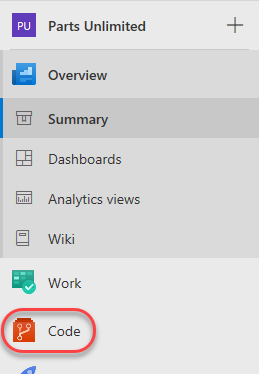 PU Parts Unlimited
Overview
Summary
Dashboards
Analytics views
Wiki
Work
Code